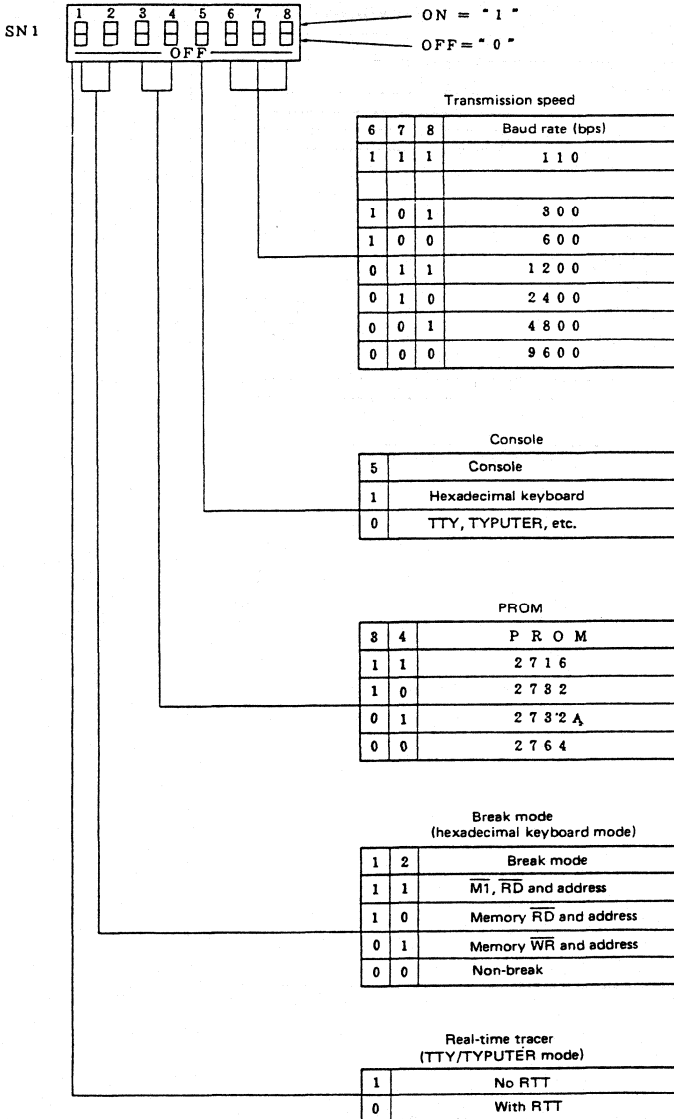 SN1
1 2 3 4 5 6 7 8
OFF
ON = "1"
OFF = "0"
Transmission speed
6 7 8 Baud rate (bps)
1 1 1 110
1 0 1 300
1 0 0 600
0 1 1 1200
0 1 0 2400
0 0 1 4800
0 0 0 9600
Console
5 Console
1 Hexadecimal keyboard
0 TTY, TYPUTER, etc.
PROM
3 4 PROM
1 1 2716
1 0 2732
0 1 2732A
0 0 2764
Break mode
(hexadecimal keyboard mode)
1 2 Break mode
1 1 M̅1̅, R̅D̅ and address
1 0 Memory R̅D̅ and address
0 1 Memory W̅R̅ and address
0 0 Non-break
Real-time tracer
(TTY/TYPUTER mode)
1 No RTT
0 With RTT